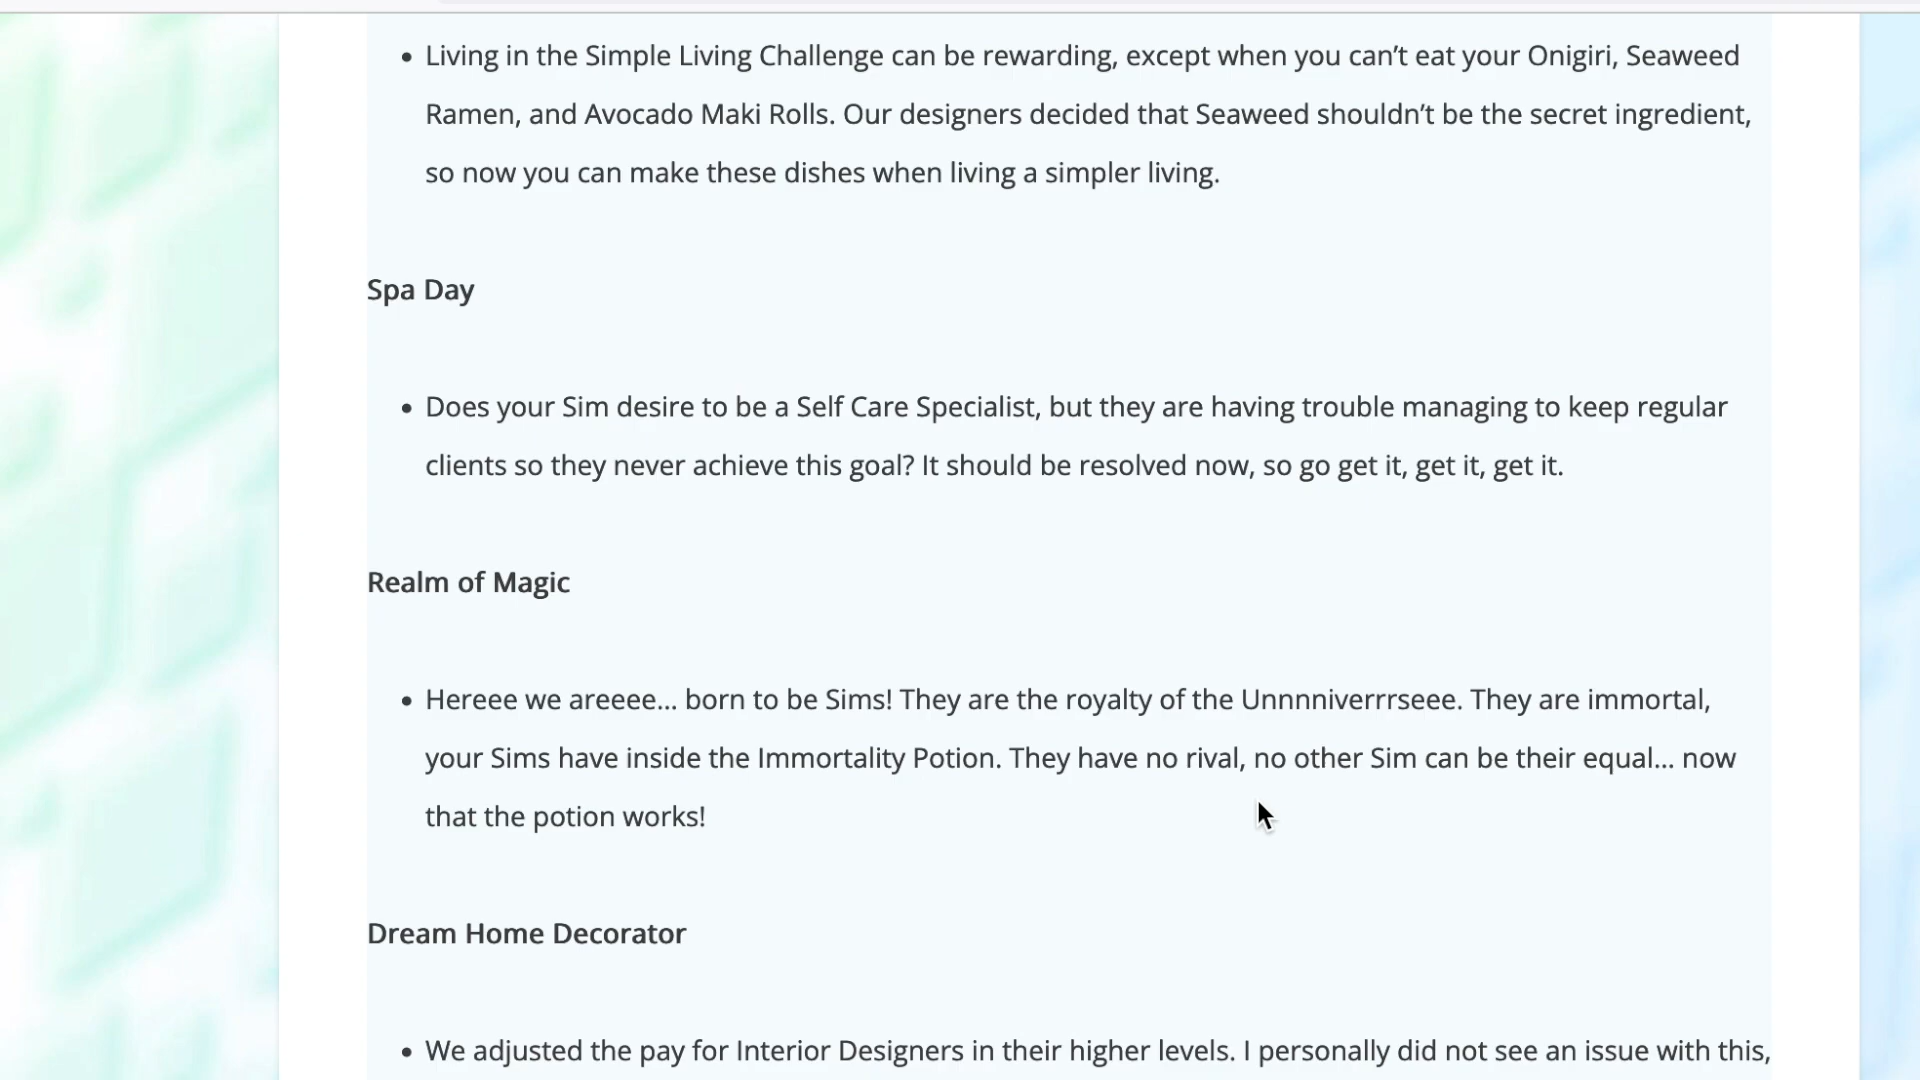 • Living in the Simple Living Challenge can be rewarding, except when you can’t eat your Onigiri, Seaweed
Ramen, and Avocado Maki Rolls. Our designers decided that Seaweed shouldn’t be the secret ingredient,
so now you can make these dishes when living a simpler living.
Spa Day
• Does your Sim desire to be a Self Care Specialist, but they are having trouble managing to keep regular
clients so they never achieve this goal? It should be resolved now, so go get it, get it, get it.
Realm of Magic
• Hereee we areeee... born to be Sims! They are the royalty of the Unnnniverrrseee. They are immortal,
your Sims have inside the Immortality Potion. They have no rival, no other Sim can be their equal... now
that the potion works!
Dream Home Decorator
• We adjusted the pay for Interior Designers in their higher levels. I personally did not see an issue with this,